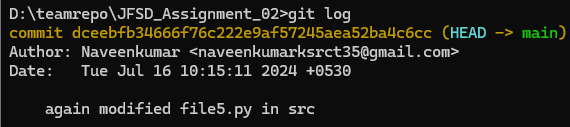 D:\teamrepo\JFSD_Assignment_02>git log
commit dceebfb34666f76c222e9af57245aea52ba4c6cc (HEAD -> main)
Author: Naveenkumar <naveenkumarksrct35@gmail.com>
Date:   Tue Jul 16 10:15:11 2024 +0530
    again modified file5.py in src